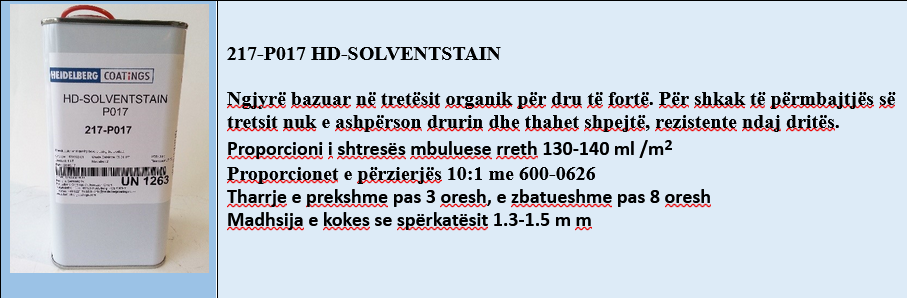 HEIDELBERG COATINGS
HD-SOLVENTSTAIN
P017
217-P017
UN 1263
217-P017 HD-SOLVENTSTAIN
Ngjyrë bazuar në tretësit organik për dru të fortë. Për shkak të përmbajtjës së
tretsit nuk e ashpërson drurin dhe thahet shpejtë, rezistente ndaj dritës.
Proporcioni i shtresës mbuluese rreth 130-140 ml /m²
Proporcionet e përzierjës 10:1 me 600-0626
Tharrje e prekshme pas 3 oresh, e zbatueshme pas 8 oresh
Madhsija e kokes se spërkatësit 1.3-1.5 m m